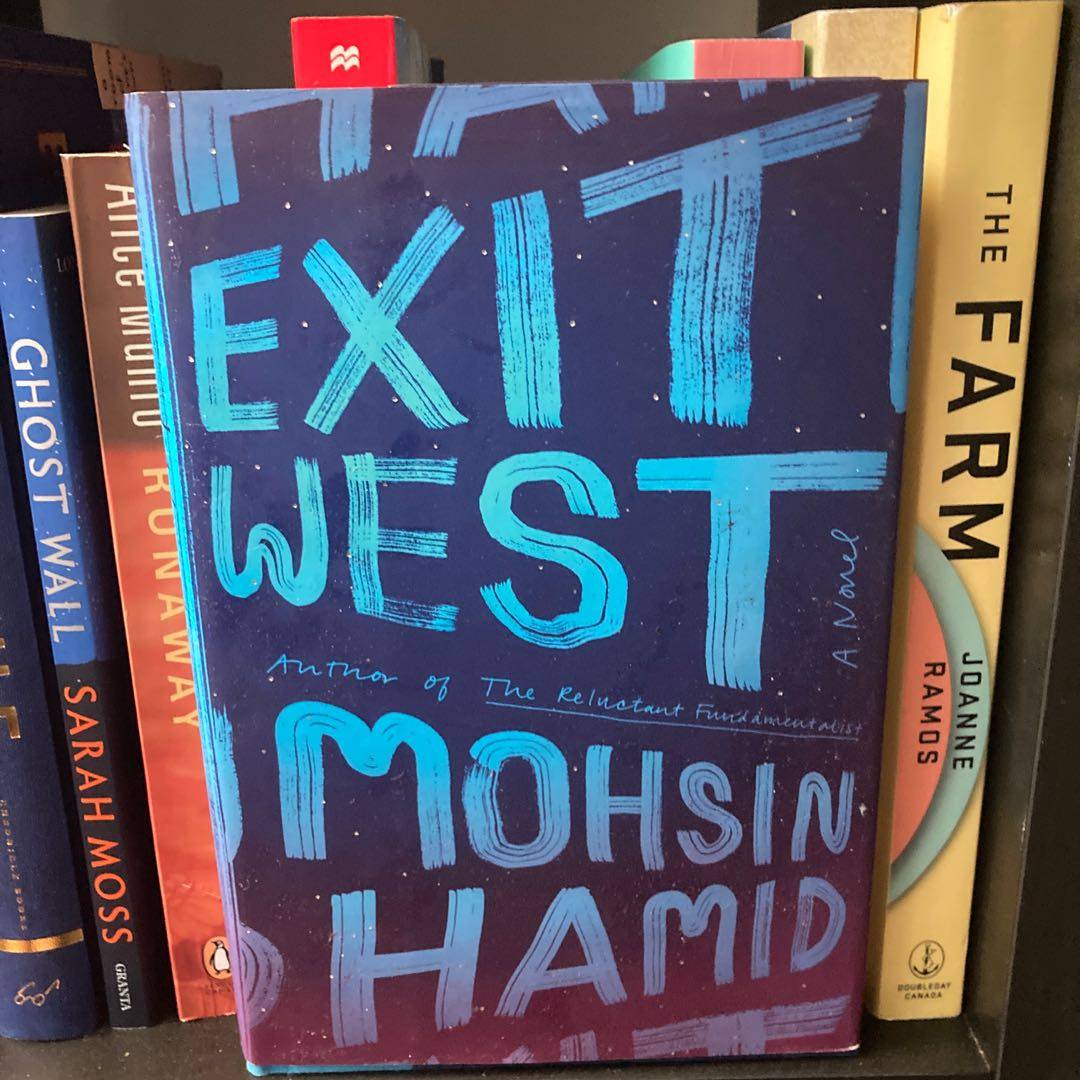 EXIT
WEST
A Novel
Author of The Reluctant Fundamentalist
MOHSIN
HAMID
GHOST WALL
SARAH MOSS
GRANTA
Alice Munro
RUNAWAY
THE FARM
JOANNE
RAMOS
DOUBLEDAY
CANADA